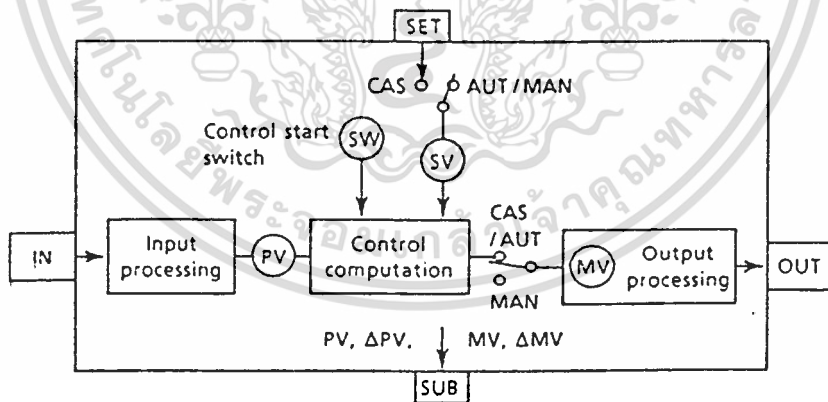 SET
CAS
AUT/MAN
Control start
switch
SW
SV
IN
Input
processing
PV
Control
computation
CAS
/AUT
MAN
MV
Output
processing
OUT
PV, ΔPV,
MV, ΔMV
SUB